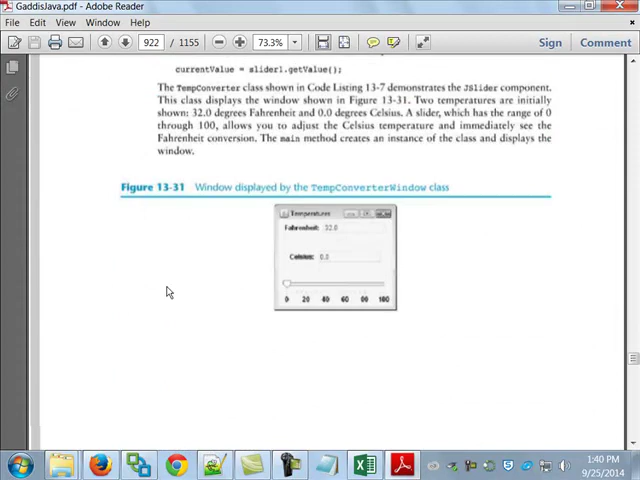 GaddisJava.pdf - Adobe Reader
File Edit View Window Help
922 / 1155 73.3% Sign Comment
currentValue = slider1.getValue();
The TempConverter class shown in Code Listing 13-7 demonstrates the JSlider component.
This class displays the window shown in Figure 13-31. Two temperatures are initially
shown: 32.0 degrees Fahrenheit and 0.0 degrees Celsius. A slider, which has the range of 0
through 100, allows you to adjust the Celsius temperature and immediately see the
Fahrenheit conversion. The main method creates an instance of the class and displays the
window.
Figure 13-31 Window displayed by the TempConverterWindow class
Temperatures
Fahrenheit: 32.0
Celsius: 0.0
0 20 40 60 80 100
1:40 PM
9/25/2014